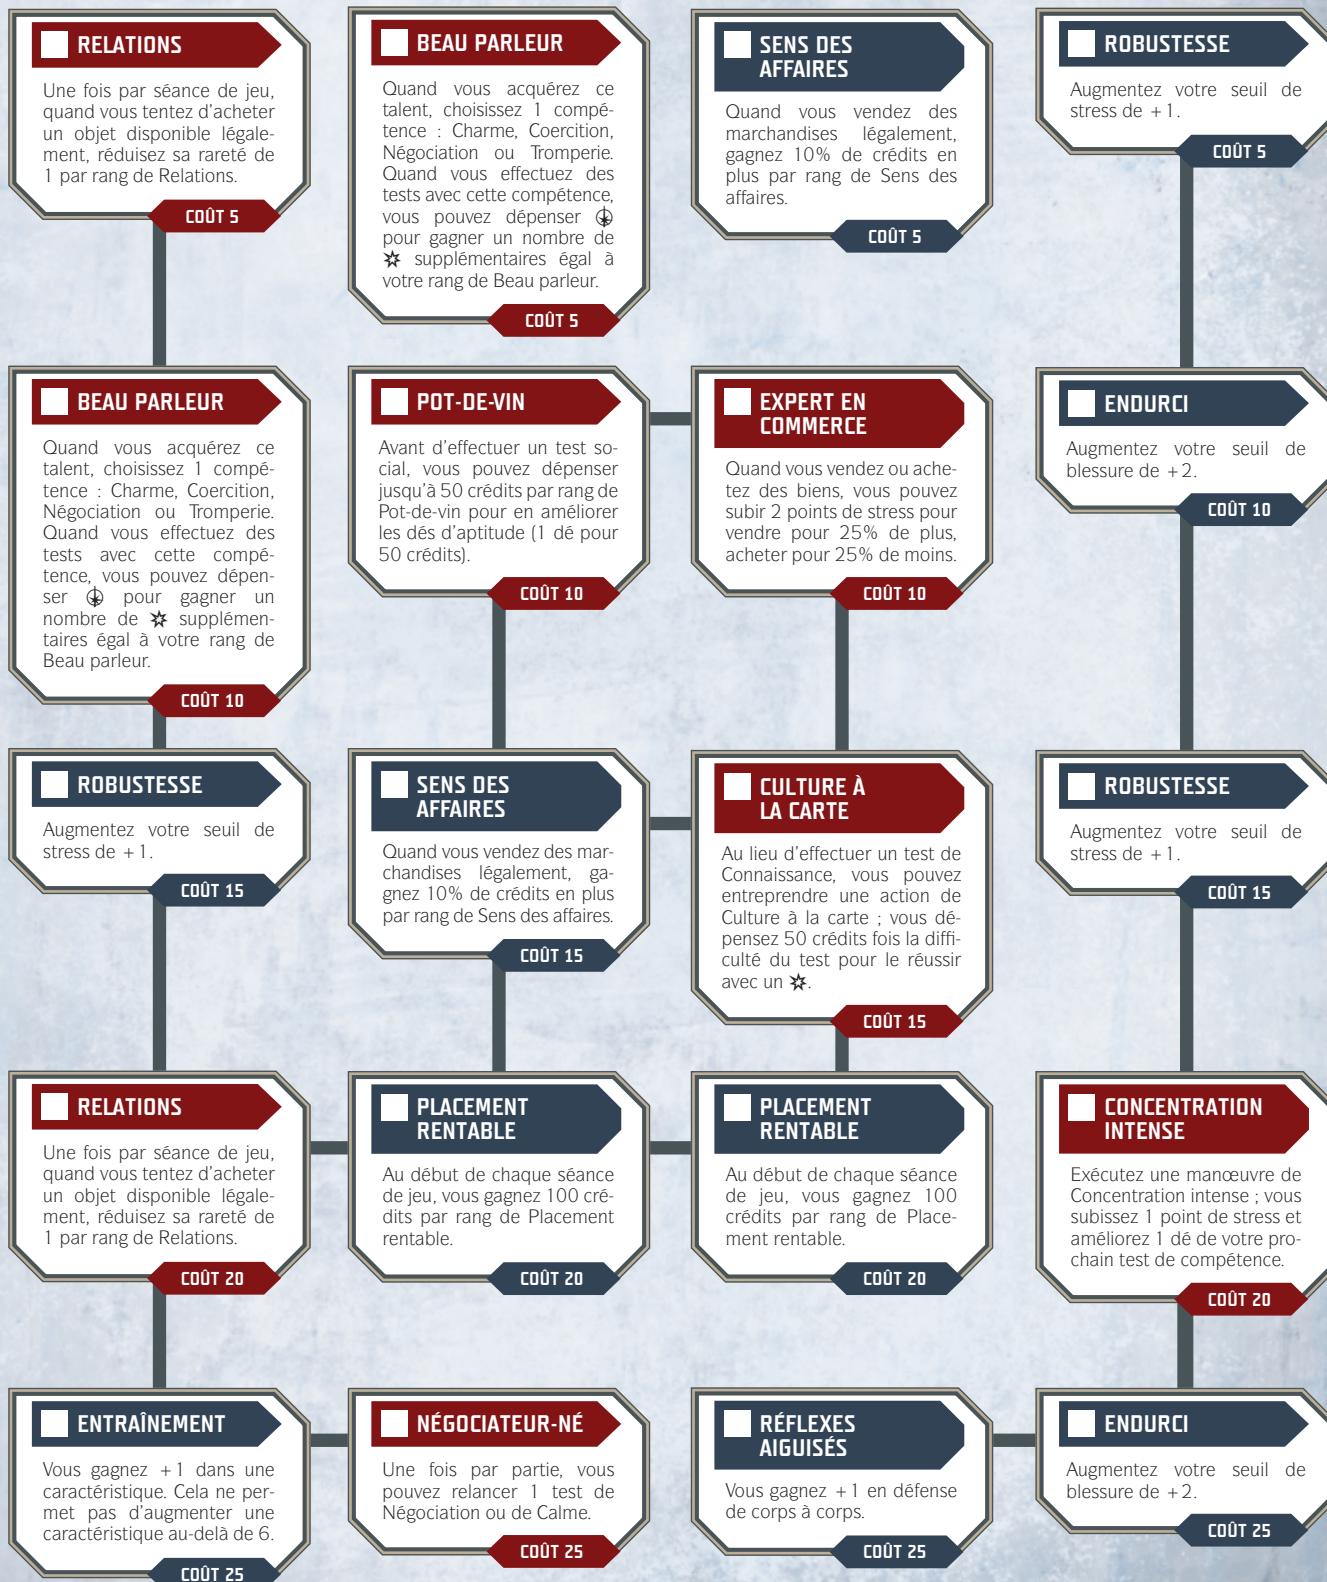 RELATIONS
Une fois par séance de jeu,
quand vous tentez d'acheter
un objet disponible légale-
ment, réduisez sa rareté de
1 par rang de Relations.
COÛT 5
BEAU PARLEUR
Quand vous acquérez ce
talent, choisissez 1 compé-
tence : Charme, Coercition,
Négociation ou Tromperie.
Quand vous effectuez des
tests avec cette compétence,
vous pouvez dépenser
pour gagner un nombre de
supplémentaires égal à
votre rang de Beau parleur.
COÛT 5
SENS DES
AFFAIRES
Quand vous vendez des
marchandises légalement,
gagnez 10% de crédits en
plus par rang de Sens des
affaires.
COÛT 5
ROBUSTESSE
Augmentez votre seuil de
stress de +1.
COÛT 5
BEAU PARLEUR
Quand vous acquérez ce
talent, choisissez 1 compé-
tence : Charme, Coercition,
Négociation ou Tromperie.
Quand vous effectuez des
tests avec cette compé-
tence, vous pouvez dépen-
ser pour gagner un
nombre de supplémen-
taires égal à votre rang de
Beau parleur.
COÛT 10
POT-DE-VIN
Avant d'effectuer un test so-
cial, vous pouvez dépenser
jusqu'à 50 crédits par rang de
Pot-de-vin pour en améliorer
les dés d'aptitude (1 dé pour
50 crédits).
COÛT 10
EXPERT EN
COMMERCE
Quand vous vendez ou ache-
tez des biens, vous pouvez
subir 2 points de stress pour
vendre pour 25% de plus,
acheter pour 25% de moins.
COÛT 10
ENDURCI
Augmentez votre seuil de
blessure de +2.
COÛT 10
ROBUSTESSE
Augmentez votre seuil de
stress de +1.
COÛT 15
SENS DES
AFFAIRES
Quand vous vendez des mar-
chandises légalement, ga-
gnez 10% de crédits en plus
par rang de Sens des affaires.
COÛT 15
CULTURE À
LA CARTE
Au lieu d'effectuer un test de
Connaissance, vous pouvez
entreprendre une action de
Culture à la carte ; vous dé-
pensez 50 crédits fois la diffi-
culté du test pour le réussir
avec un .
COÛT 15
ROBUSTESSE
Augmentez votre seuil de
stress de +1.
COÛT 15
RELATIONS
Une fois par séance de jeu,
quand vous tentez d'acheter
un objet disponible légale-
ment, réduisez sa rareté de
1 par rang de Relations.
COÛT 20
PLACEMENT
RENTABLE
Au début de chaque séance
de jeu, vous gagnez 100 cré-
dits par rang de Placement
rentable.
COÛT 20
PLACEMENT
RENTABLE
Au début de chaque séance
de jeu, vous gagnez 100
crédits par rang de Place-
ment rentable.
COÛT 20
CONCENTRATION
INTENSE
Exécutez une manœuvre de
Concentration intense ; vous
subissez 1 point de stress et
améliorez 1 dé de votre pro-
chain test de compétence.
COÛT 20
ENTRAÎNEMENT
Vous gagnez +1 dans une
caractéristique. Cela ne per-
met pas d'augmenter une
caractéristique au-delà de 6.
COÛT 25
NÉGOCIATEUR-NÉ
Une fois par partie, vous
pouvez relancer 1 test de
Négociation ou de Calme.
COÛT 25
RÉFLEXES
AIGUISÉS
Vous gagnez +1 en défense
de corps à corps.
COÛT 25
ENDURCI
Augmentez votre seuil de
blessure de +2.
COÛT 25